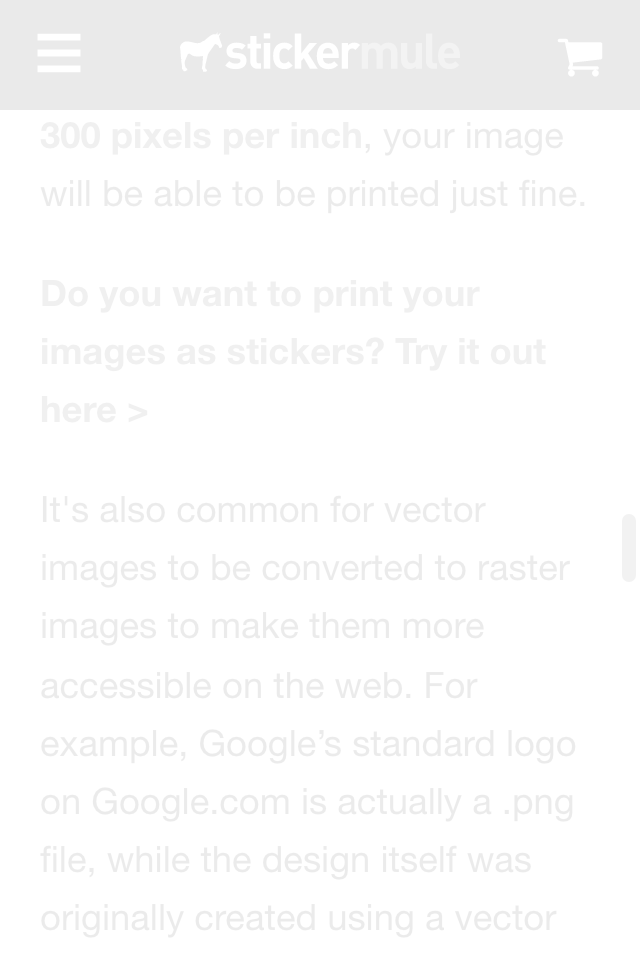 stickermule
300 pixels per inch, your image
will be able to be printed just fine.
Do you want to print your
images as stickers? Try it out
here >
It's also common for vector
images to be converted to raster
images to make them more
accessible on the web. For
example, Google’s standard logo
on Google.com is actually a .png
file, while the design itself was
originally created using a vector